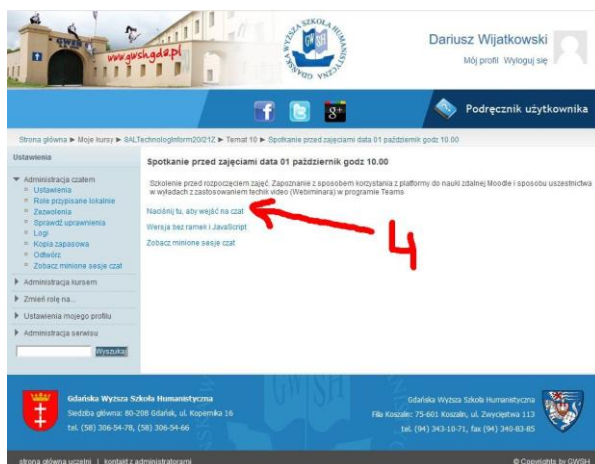 www.gwshgda.pl
Dariusz Wijatkowski
Mój profil Wyloguj się
Podręcznik użytkownika
Strona główna ► Moje kursy ► 8ALTechnologInform20/21Z ► Temat 10 ► Spotkanie przed zajęciami data 01 październik godz 10.00
Ustawienia
Administracja czatem
Ustawienia
Role przypisane lokalnie
Zezwolenia
Sprawdź uprawnienia
Logi
Kopia zapasowa
Odtwórz
Zobacz minione sesje czat
Administracja kursem
Zmień rolę na...
Ustawienia mojego profilu
Administracja serwisu
Wyszukaj
Spotkanie przed zajęciami data 01 październik godz 10.00
Szkolenie przed rozpoczęciem zajęć. Zapoznanie z sposobem korzystania z platformy do nauki zdalnej Moodle i sposobu uczestnictwa
w wykładach z zastosowaniem techik video (Webiminara) w programie Teams
Naciśnij tu, aby wejść na czat
Wersja bez ramek i JavaScript
Zobacz minione sesje czat
4
Gdańska Wyższa Szkoła Humanistyczna
Siedziba główna: 80-208 Gdańsk, ul. Kopernika 16
tel. (58) 306-54-78, (58) 306-54-66
Gdańska Wyższa Szkoła Humanistyczna
Filia Koszalin: 75-601 Koszalin, ul. Zwycięstwa 113
tel. (94) 343-10-71, fax (94) 340-83-85
strona główna uczelni | kontakt z administratorami
© Copyrights by GWSH